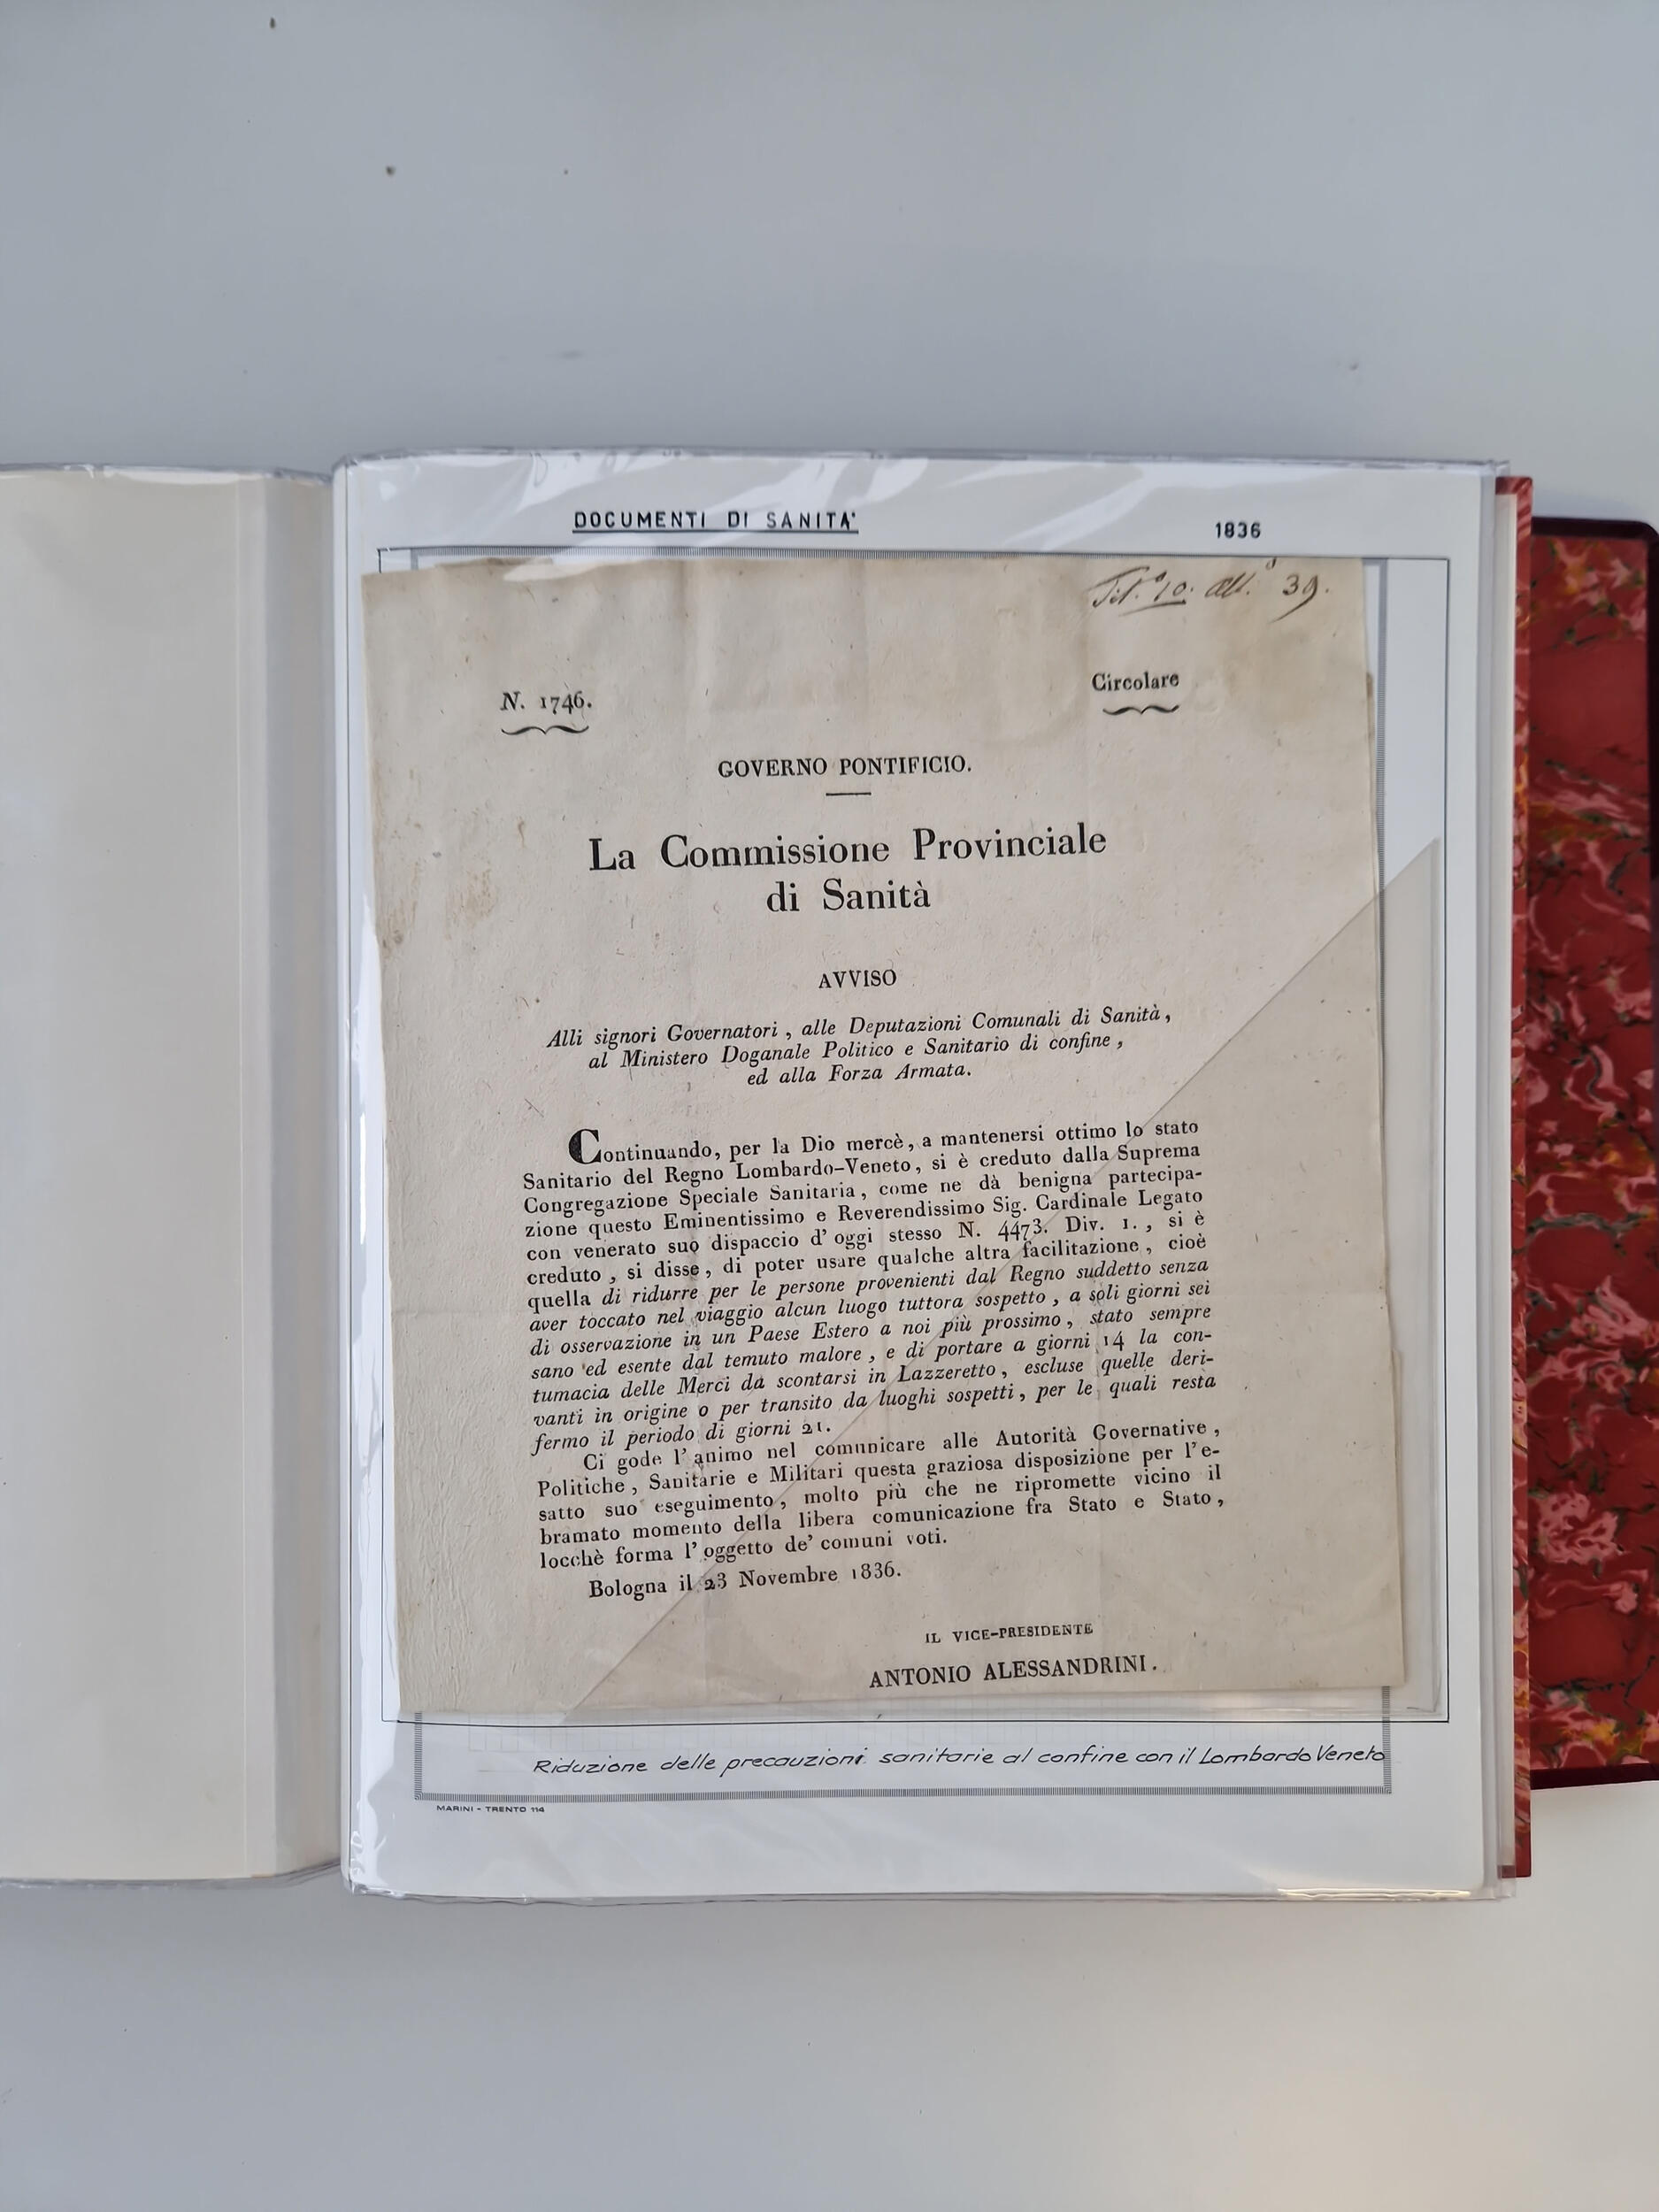 DOCUMENTI DI SANITA'
1836
Tit.° 10. 39.
N. 1746.
Circolare
GOVERNO PONTIFICIO.
La Commissione Provinciale
di Sanità
AVVISO
Alli signori Governatori, alle Deputazioni Comunali di Sanità,
al Ministero Doganale Politico e Sanitario di confine,
ed alla Forza Armata.
Continuando, per la Dio mercè, a mantenersi ottimo lo stato
Sanitario del Regno Lombardo-Veneto, si è creduto dalla Suprema
Congregazione Speciale Sanitaria, come ne dà benigna partecipa-
zione questo Eminentissimo e Reverendissimo Sig. Cardinale Legato
con venerato suo dispaccio d'oggi stesso N. 4473. Div. 1., si è
creduto, si disse, di poter usare qualche altra facilitazione, cioè
quella di ridurre per le persone provenienti dal Regno suddetto senza
aver toccato nel viaggio alcun luogo tuttora sospetto, a soli giorni sei
di osservazione in un Paese Estero a noi più prossimo, stato sempre
sano ed esente dal temuto malore, e di portare a giorni 14 la con-
tumacia delle Merci da scontarsi in Lazzeretto, escluse quelle deri-
vanti in origine o per transito da luoghi sospetti, per le quali resta
fermo il periodo di giorni 21.
Ci gode l'animo nel comunicare alle Autorità Governative,
Politiche, Sanitarie e Militari questa graziosa disposizione per l'e-
satto suo eseguimento, molto più che ne ripromette vicino il
bramato momento della libera comunicazione fra Stato e Stato,
locchè forma l'oggetto de' comuni voti.
Bologna il 23 Novembre 1836.
IL VICE-PRESIDENTE
ANTONIO ALESSANDRINI.
Riduzione delle precauzioni sanitarie al confine con il Lombardo Veneto
MARINI - TRENTO 114